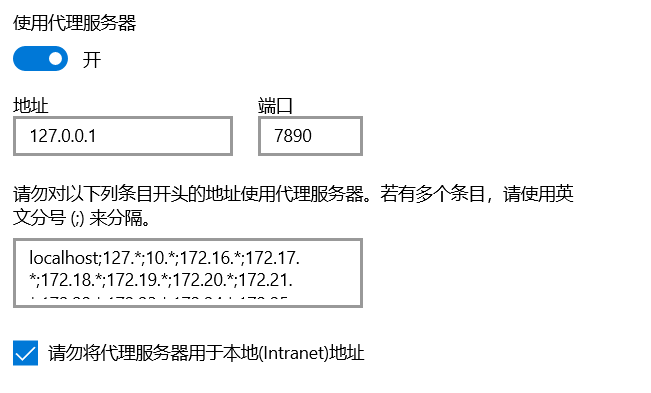 使用代理服务器
开
地址
端口
127.0.0.1
7890
请勿对以下列条目开头的地址使用代理服务器。若有多个条目，请使用英
文分号 (;) 来分隔。
localhost;127.*;10.*;172.16.*;172.17.
*;172.18.*;172.19.*;172.20.*;172.21.
请勿将代理服务器用于本地(Intranet)地址